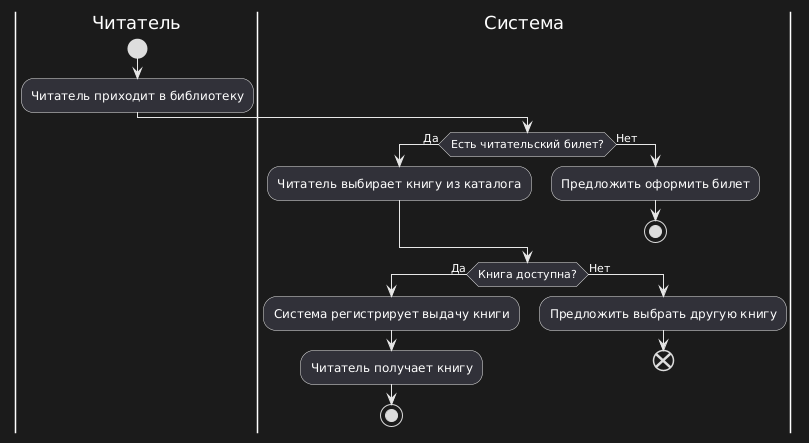 Читатель
Система
Читатель приходит в библиотеку
Есть читательский билет?
Да
Нет
Читатель выбирает книгу из каталога
Предложить оформить билет
Книга доступна?
Да
Нет
Система регистрирует выдачу книги
Предложить выбрать другую книгу
Читатель получает книгу